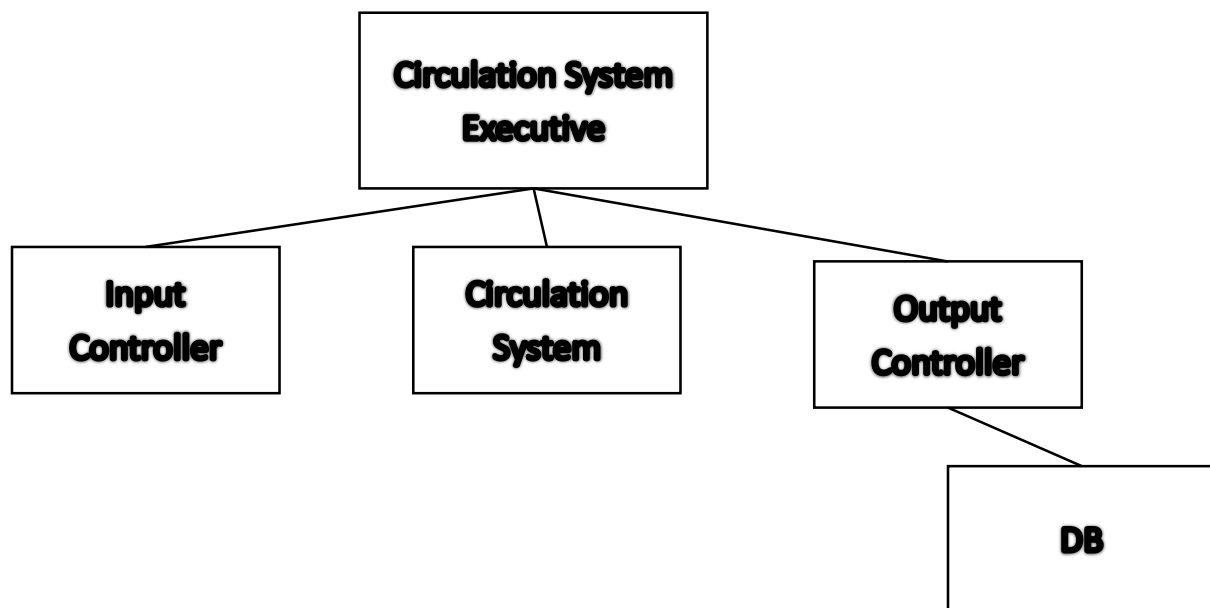 Circulation System
Executive
Input
Controller
Circulation
System
Output
Controller
DB